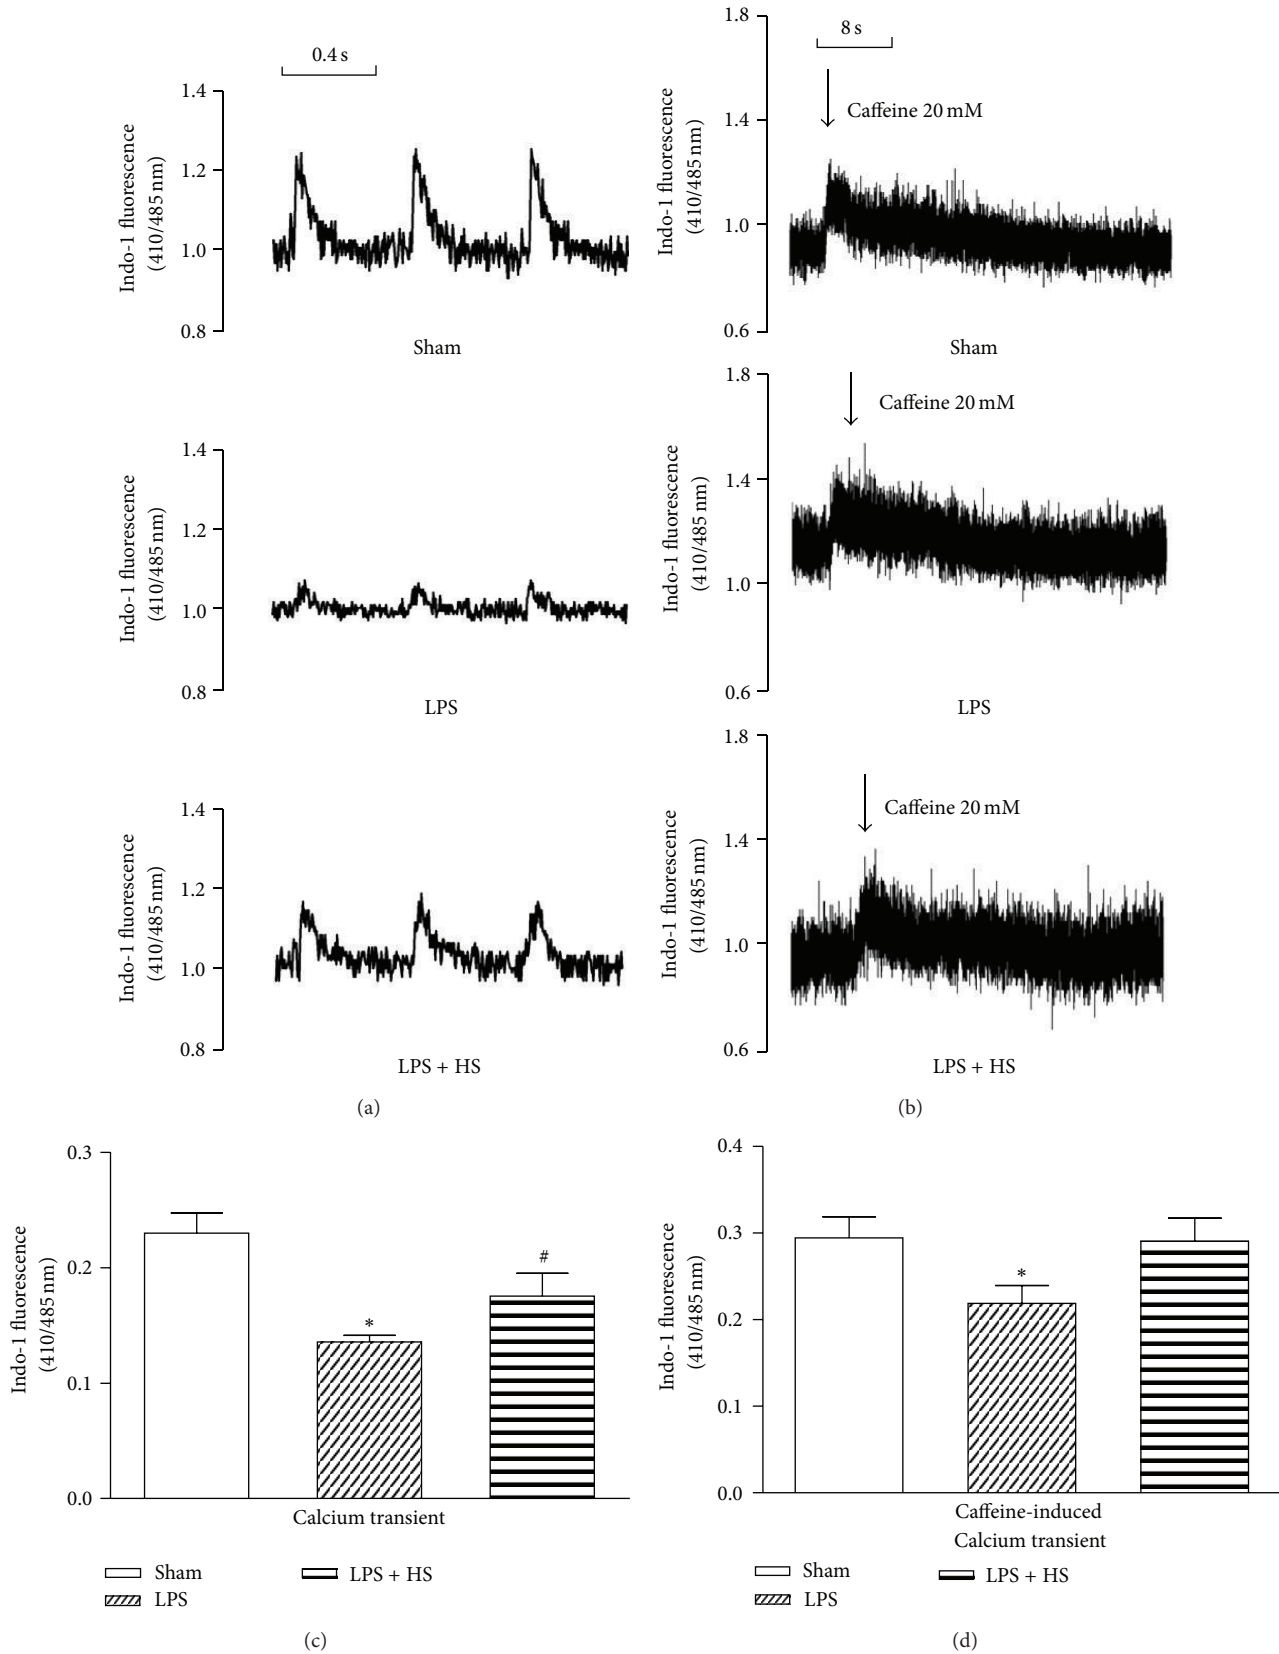 0.4 s
1.4
1.2
1.0
0.8
Indo-1 fluorescence
(410/485 nm)
Sham
1.4
1.2
1.0
0.8
Indo-1 fluorescence
(410/485 nm)
LPS
1.4
1.2
1.0
0.8
Indo-1 fluorescence
(410/485 nm)
LPS + HS
(a)
8 s
Caffeine 20 mM
1.8
1.4
1.0
0.6
Indo-1 fluorescence
(410/485 nm)
Sham
Caffeine 20 mM
1.8
1.4
1.0
0.6
Indo-1 fluorescence
(410/485 nm)
LPS
Caffeine 20 mM
1.8
1.4
1.0
0.6
Indo-1 fluorescence
(410/485 nm)
LPS + HS
(b)
0.3
0.2
0.1
0.0
Indo-1 fluorescence
(410/485 nm)
*
#
Calcium transient
Sham
LPS
LPS + HS
(c)
0.4
0.3
0.2
0.1
0.0
Indo-1 fluorescence
(410/485 nm)
*
Caffeine-induced
Calcium transient
Sham
LPS
LPS + HS
(d)